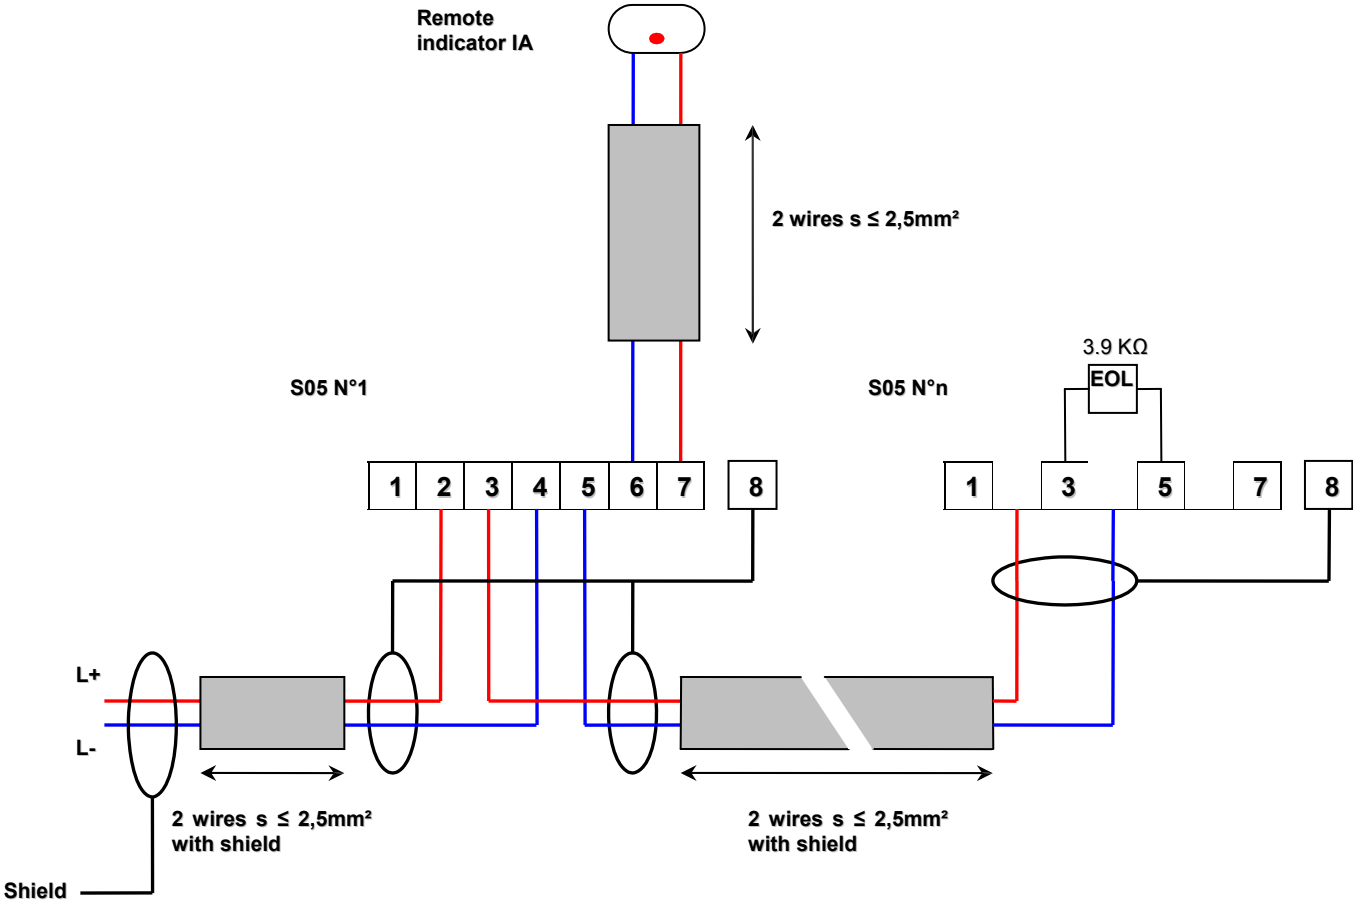 Remote
indicator IA
2 wires s ≤ 2,5mm²
3.9 KΩ
EOL
S05 N°1
S05 N°n
1 2 3 4 5 6 7 8
1 3 5 7 8
L+
L-
2 wires s ≤ 2,5mm²
with shield
2 wires s ≤ 2,5mm²
with shield
Shield